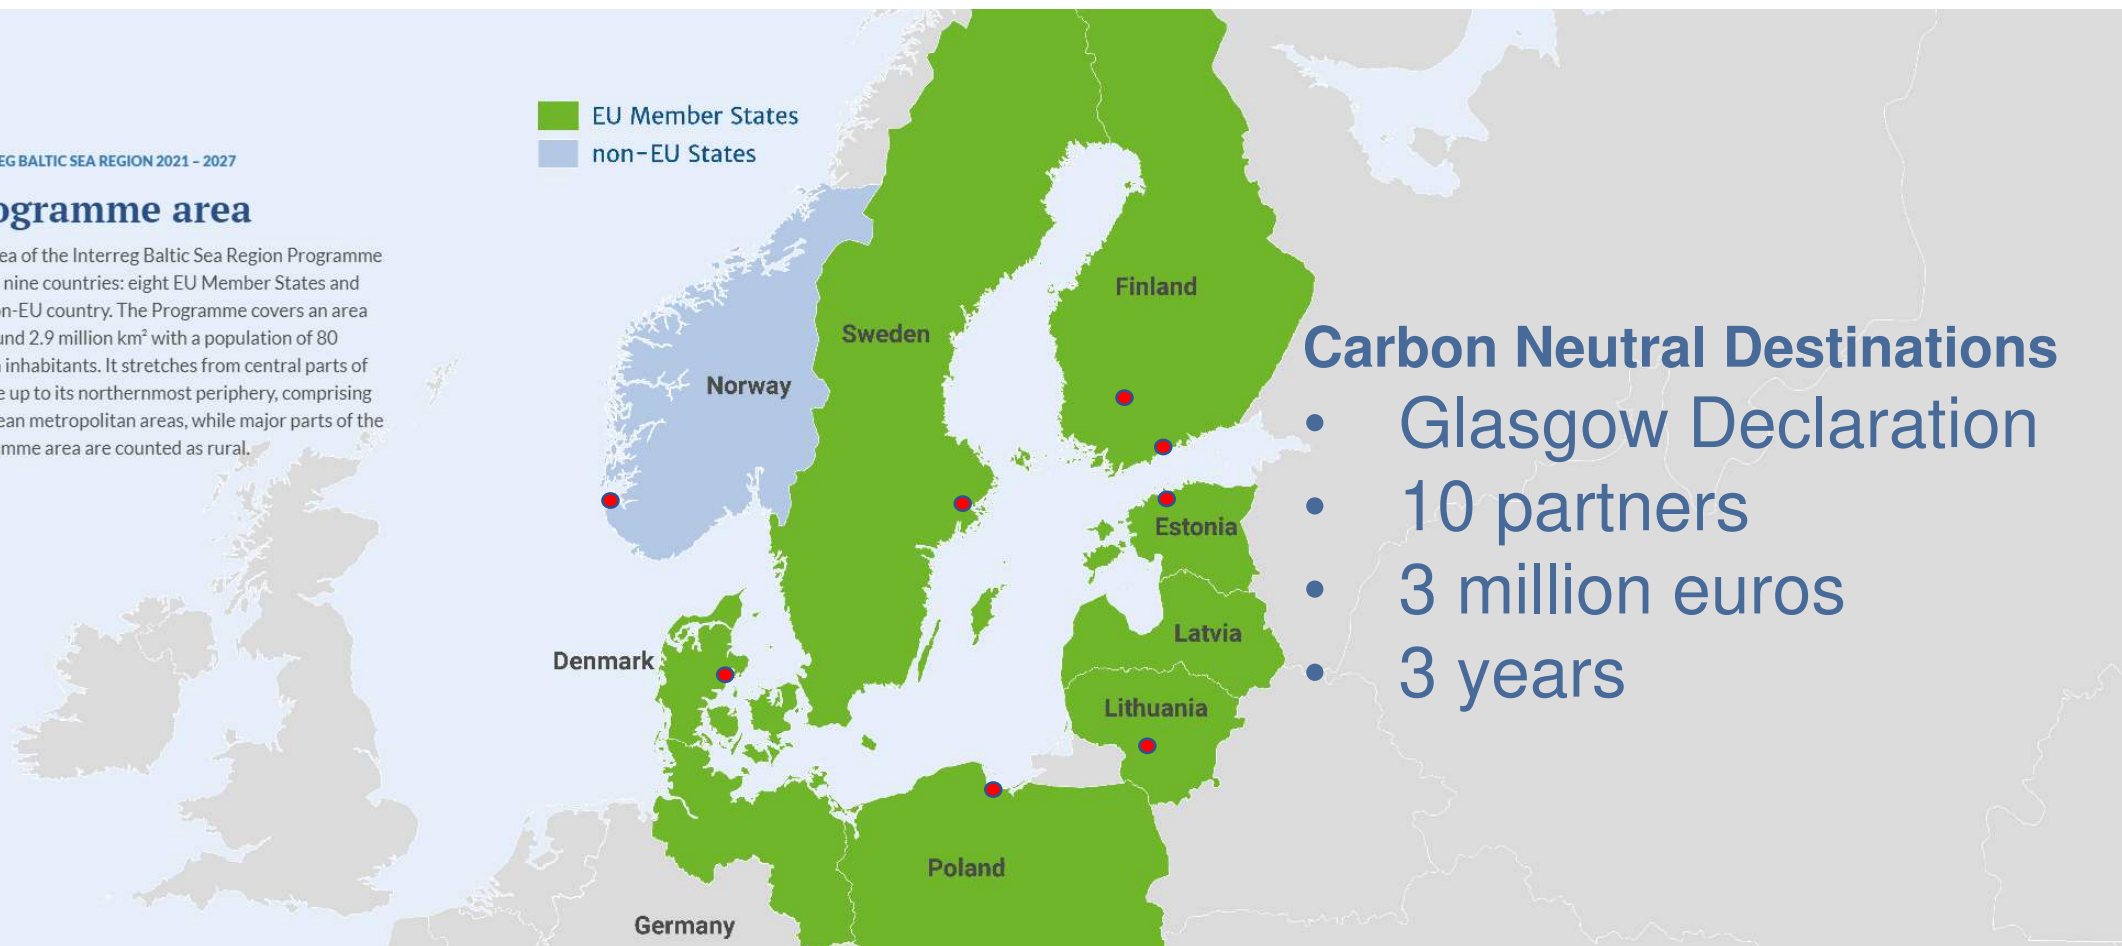 EG BALTIC SEA REGION 2021 – 2027
ogramme area
ea of the Interreg Baltic Sea Region Programme
nine countries: eight EU Member States and
n-EU country. The Programme covers an area
und 2.9 million km² with a population of 80
inhabitants. It stretches from central parts of
e up to its northernmost periphery, comprising
ean metropolitan areas, while major parts of the
mme area are counted as rural.
EU Member States
non-EU States
Finland
Sweden
Norway
Estonia
Latvia
Denmark
Lithuania
Poland
Germany
Carbon Neutral Destinations
• Glasgow Declaration
• 10 partners
• 3 million euros
• 3 years